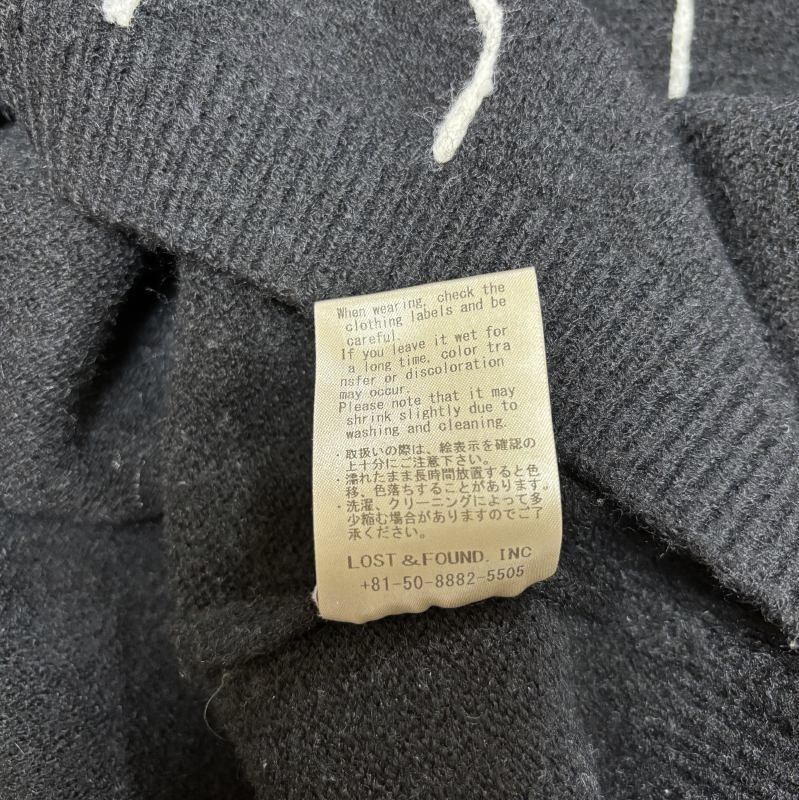 When wearing, check the
clothing labels and be
careful.
If you leave it wet for
a long time, color tra
nsfer or discoloration
may occur.
Please note that it may
shrink slightly due to
washing and cleaning.
・取扱いの際は、絵表示を確認の
上十分にご注意下さい。
・濡れたまま長時間放置すると色
移、色落ちすることがあります。
・洗濯、クリーニングによって多
少縮む場合がありますのでご了
承ください。
LOST &FOUND. INC
+81-50-8882-5505